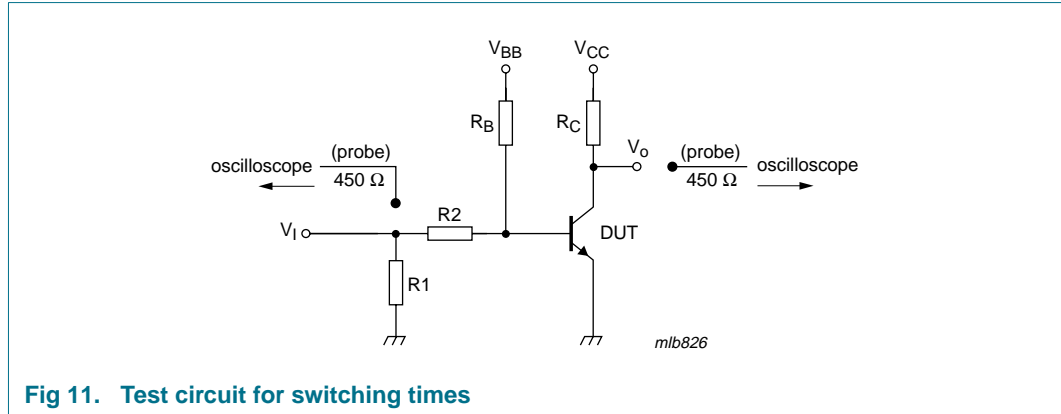 VBB VCC
RB RC
Vo
(probe) (probe)
oscilloscope oscilloscope
450 Ω 450 Ω
R2
VI DUT
R1
mlb826
Fig 11. Test circuit for switching times